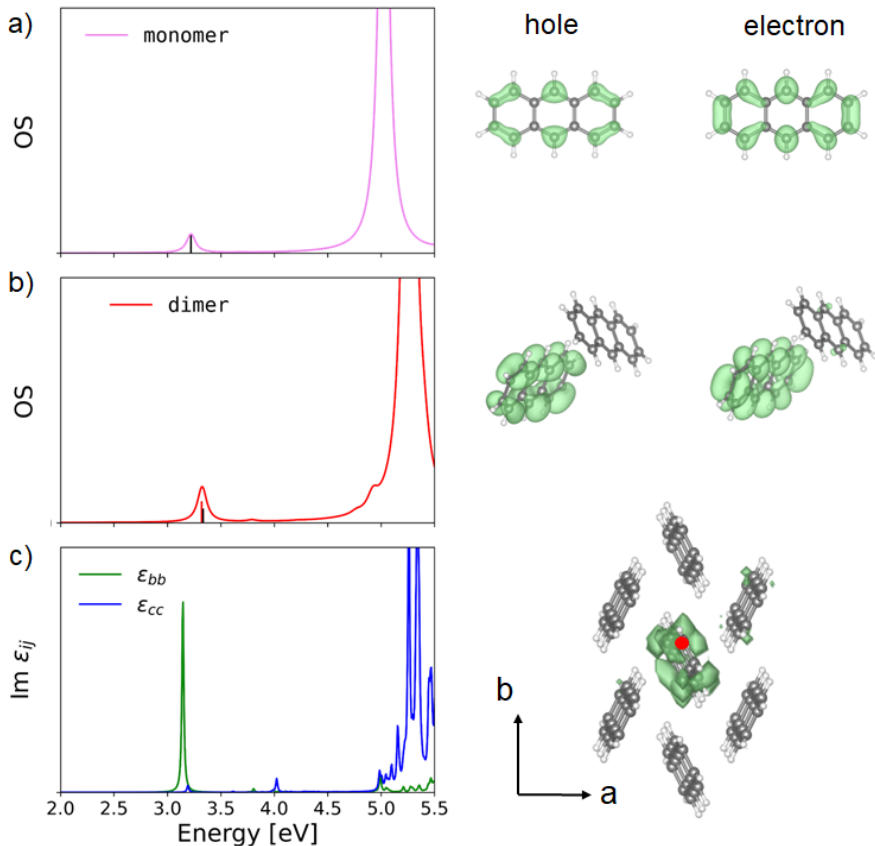 a)
monomer
hole
electron
OS
b)
dimer
OS
c)
ε_bb
ε_cc
Im ε_ij
2.0 2.5 3.0 3.5 4.0 4.5 5.0 5.5
Energy [eV]
b
a